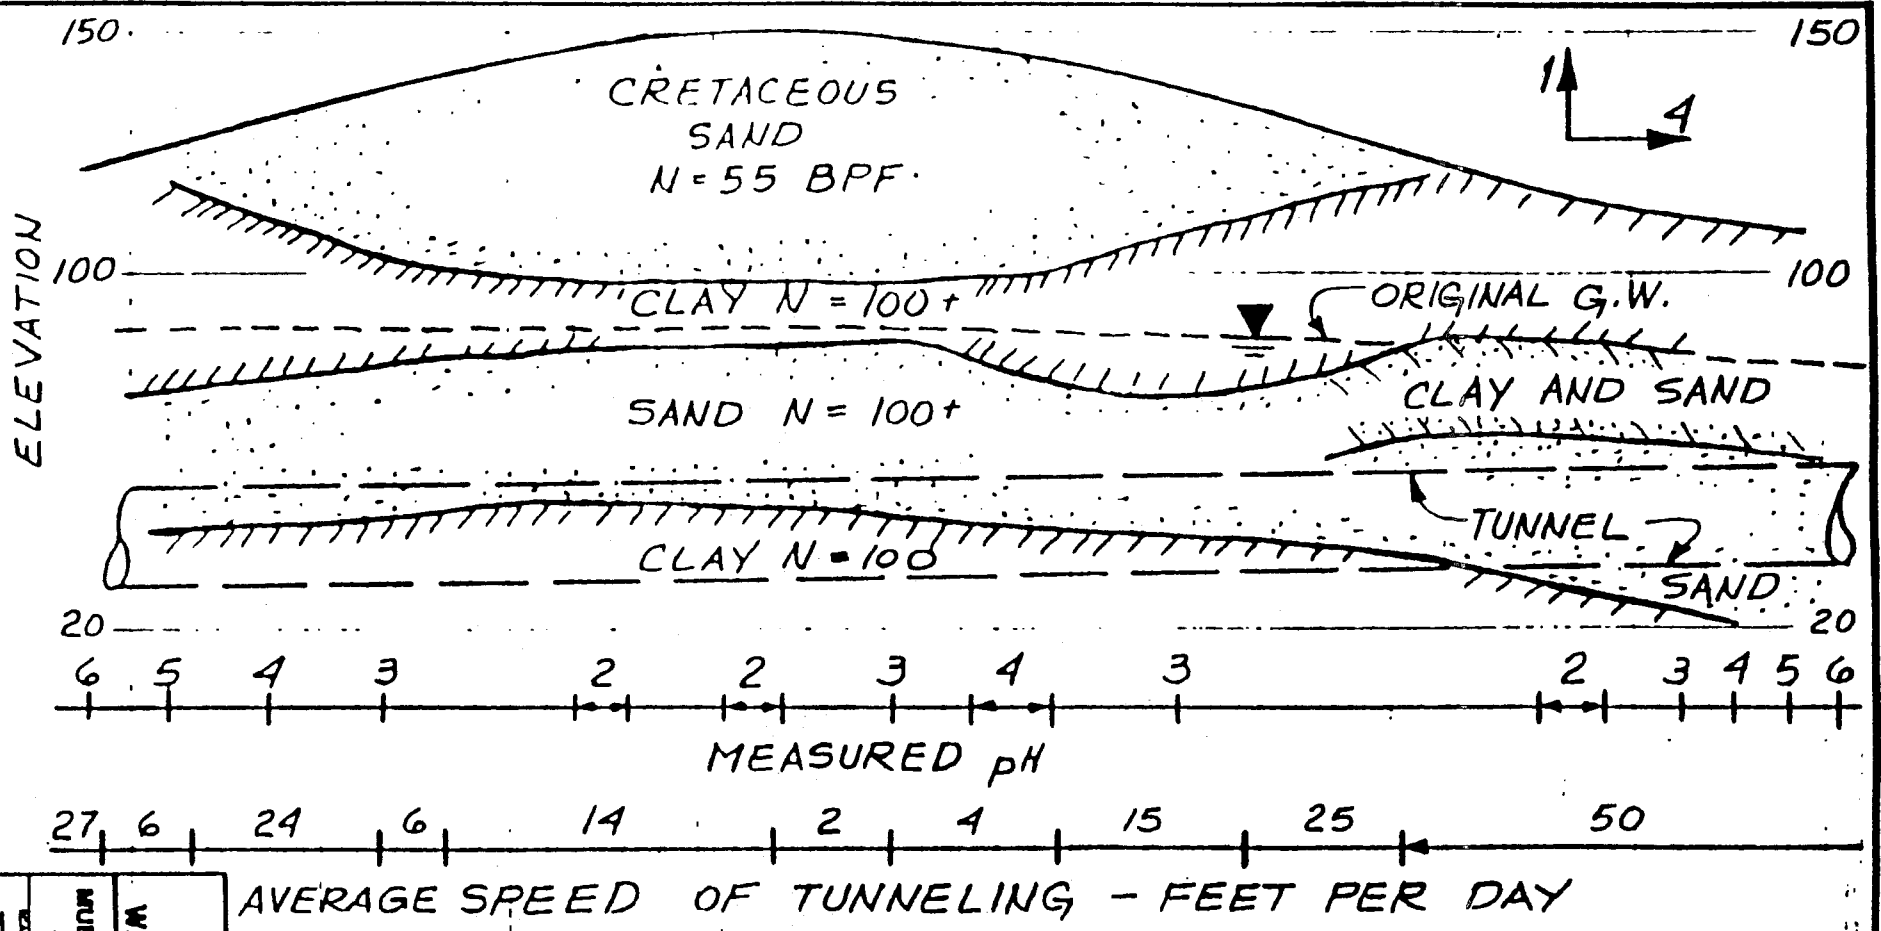 150 150
CRETACEOUS
SAND
N = 55 BPF.
1
4
ELEVATION
100 100
CLAY N = 100+
ORIGINAL G.W.
CLAY AND SAND
SAND N = 100+
TUNNEL
CLAY N = 100
SAND
20 20
6 5 4 3 2 2 3 4 3 2 3 4 5 6
MEASURED pH
27 6 24 6 14 2 4 15 25 50
AVERAGE SPEED OF TUNNELING - FEET PER DAY